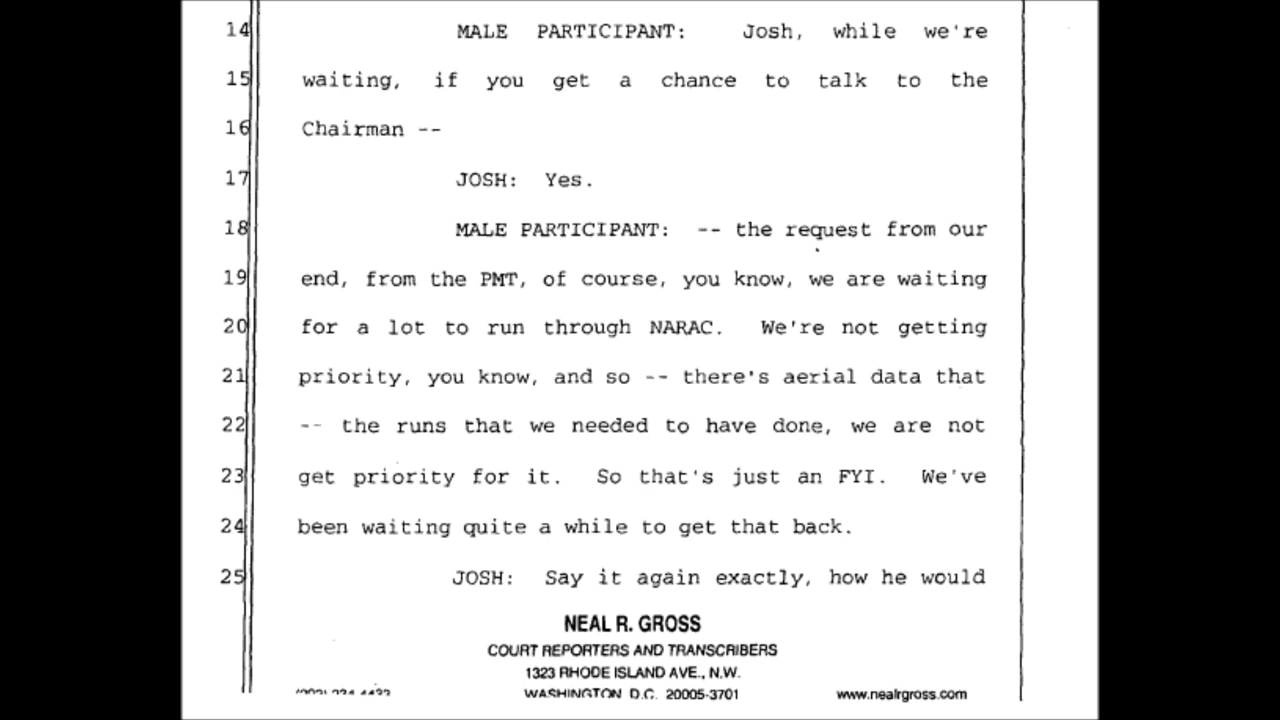 14 MALE PARTICIPANT: Josh, while we're
15 waiting, if you get a chance to talk to the
16 Chairman --
17 JOSH: Yes.
18 MALE PARTICIPANT: -- the request from our
19 end, from the PMT, of course, you know, we are waiting
20 for a lot to run through NARAC. We're not getting
21 priority, you know, and so -- there's aerial data that
22 -- the runs that we needed to have done, we are not
23 get priority for it. So that's just an FYI. We've
24 been waiting quite a while to get that back.
25 JOSH: Say it again exactly, how he would
NEAL R. GROSS
COURT REPORTERS AND TRANSCRIBERS
1323 RHODE ISLAND AVE., N.W.
WASHINGTON, D.C. 20005-3701 www.nealrgross.com